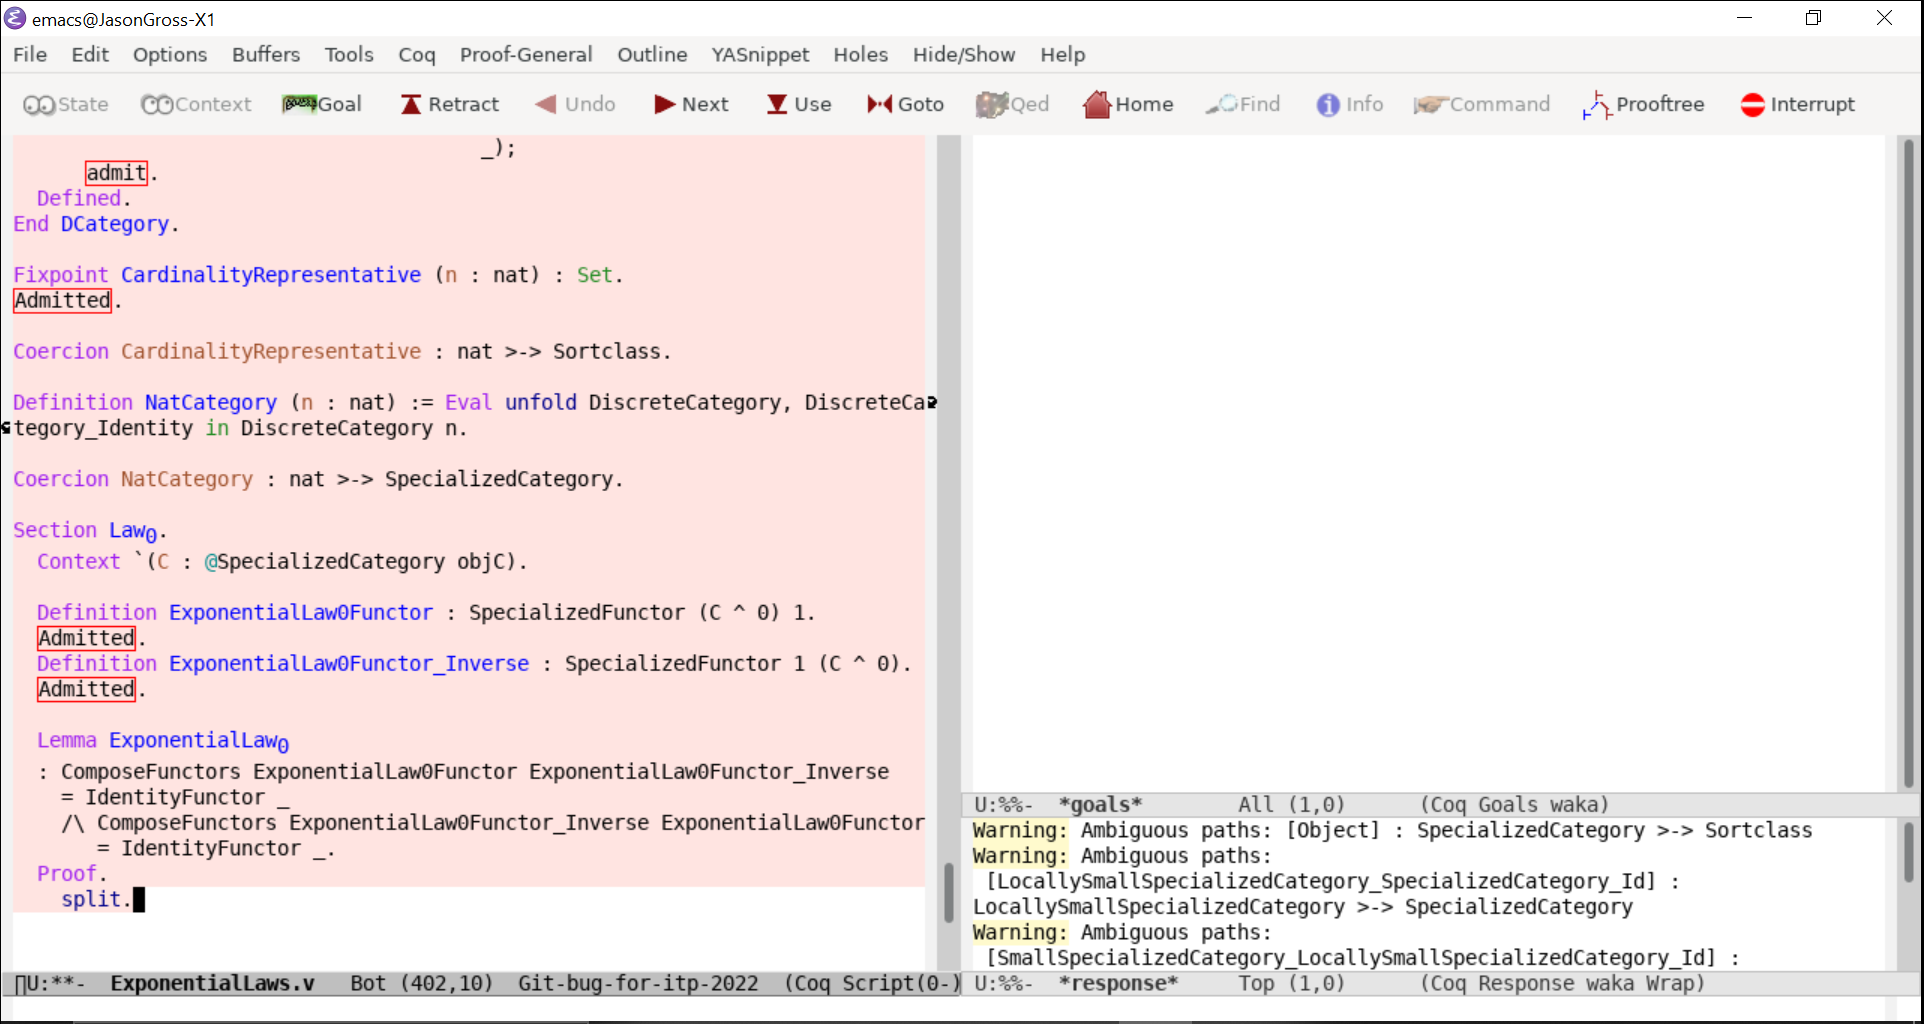 emacs@JasonGross-X1
File Edit Options Buffers Tools Coq Proof-General Outline YASnippet Holes Hide/Show Help
State Context Goal Retract Undo Next Use Goto Qed Home Find Info Command Prooftree Interrupt
_);
admit.
Defined.
End DCategory.
Fixpoint CardinalityRepresentative (n : nat) : Set.
Admitted.
Coercion CardinalityRepresentative : nat >-> Sortclass.
Definition NatCategory (n : nat) := Eval unfold DiscreteCategory, DiscreteCa
tegory_Identity in DiscreteCategory n.
Coercion NatCategory : nat >-> SpecializedCategory.
Section Law0.
Context `(C : @SpecializedCategory objC).
Definition ExponentialLaw0Functor : SpecializedFunctor (C ^ 0) 1.
Admitted.
Definition ExponentialLaw0Functor_Inverse : SpecializedFunctor 1 (C ^ 0).
Admitted.
Lemma ExponentialLaw0
: ComposeFunctors ExponentialLaw0Functor ExponentialLaw0Functor_Inverse
= IdentityFunctor _
/\ ComposeFunctors ExponentialLaw0Functor_Inverse ExponentialLaw0Functor
= IdentityFunctor _.
Proof.
split.
U:**- ExponentialLaws.v Bot (402,10) Git-bug-for-itp-2022 (Coq Script(0-)
U:%%- *goals* All (1,0) (Coq Goals waka)
Warning: Ambiguous paths: [Object] : SpecializedCategory >-> Sortclass
Warning: Ambiguous paths:
[LocallySmallSpecializedCategory_SpecializedCategory_Id] :
LocallySmallSpecializedCategory >-> SpecializedCategory
Warning: Ambiguous paths:
[SmallSpecializedCategory_LocallySmallSpecializedCategory_Id] :
U:%%- *response* Top (1,0) (Coq Response waka Wrap)